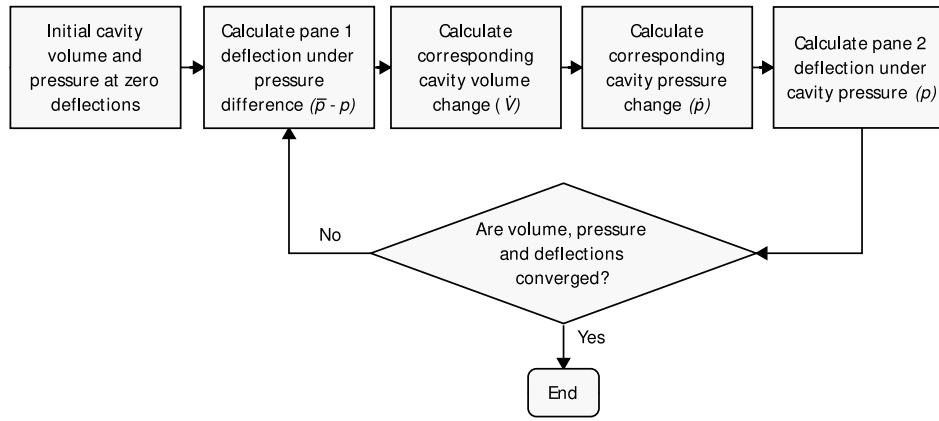 Initial cavity
volume and
pressure at zero
deflections
Calculate pane 1
deflection under
pressure
difference (p̅ - p)
Calculate
corresponding
cavity volume
change ( V̇)
Calculate
corresponding
cavity pressure
change (ṗ)
Calculate pane 2
deflection under
cavity pressure (p)
Are volume, pressure
and deflections
converged?
No
Yes
End